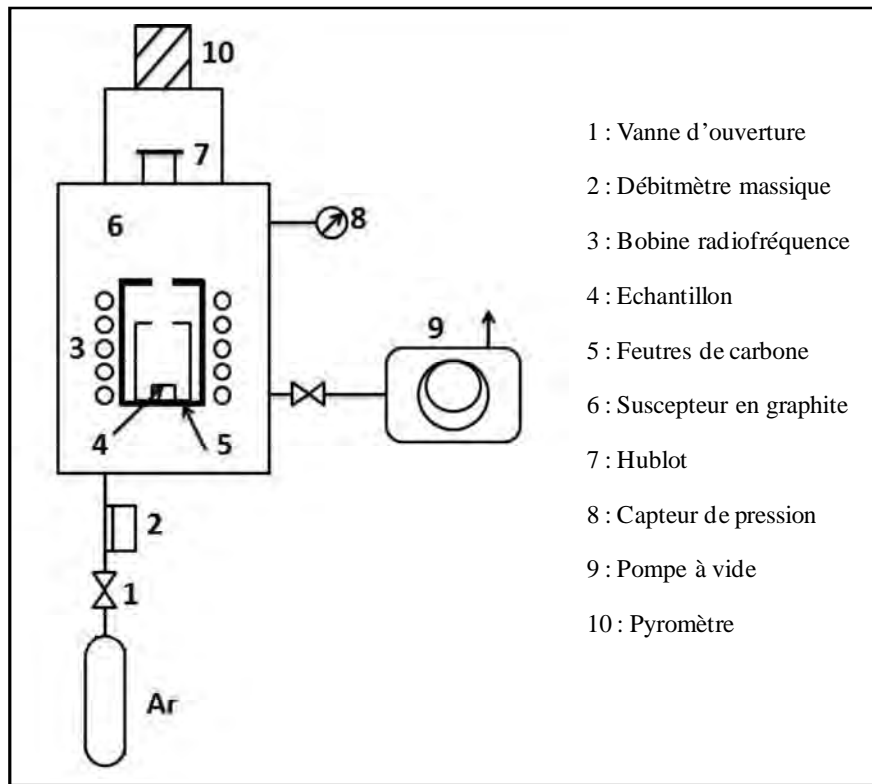 10
7
6
8
3
9
4
5
2
1
Ar
1 : Vanne d’ouverture
2 : Débitmètre massique
3 : Bobine radiofréquence
4 : Echantillon
5 : Feutres de carbone
6 : Suscepteur en graphite
7 : Hublot
8 : Capteur de pression
9 : Pompe à vide
10 : Pyromètre